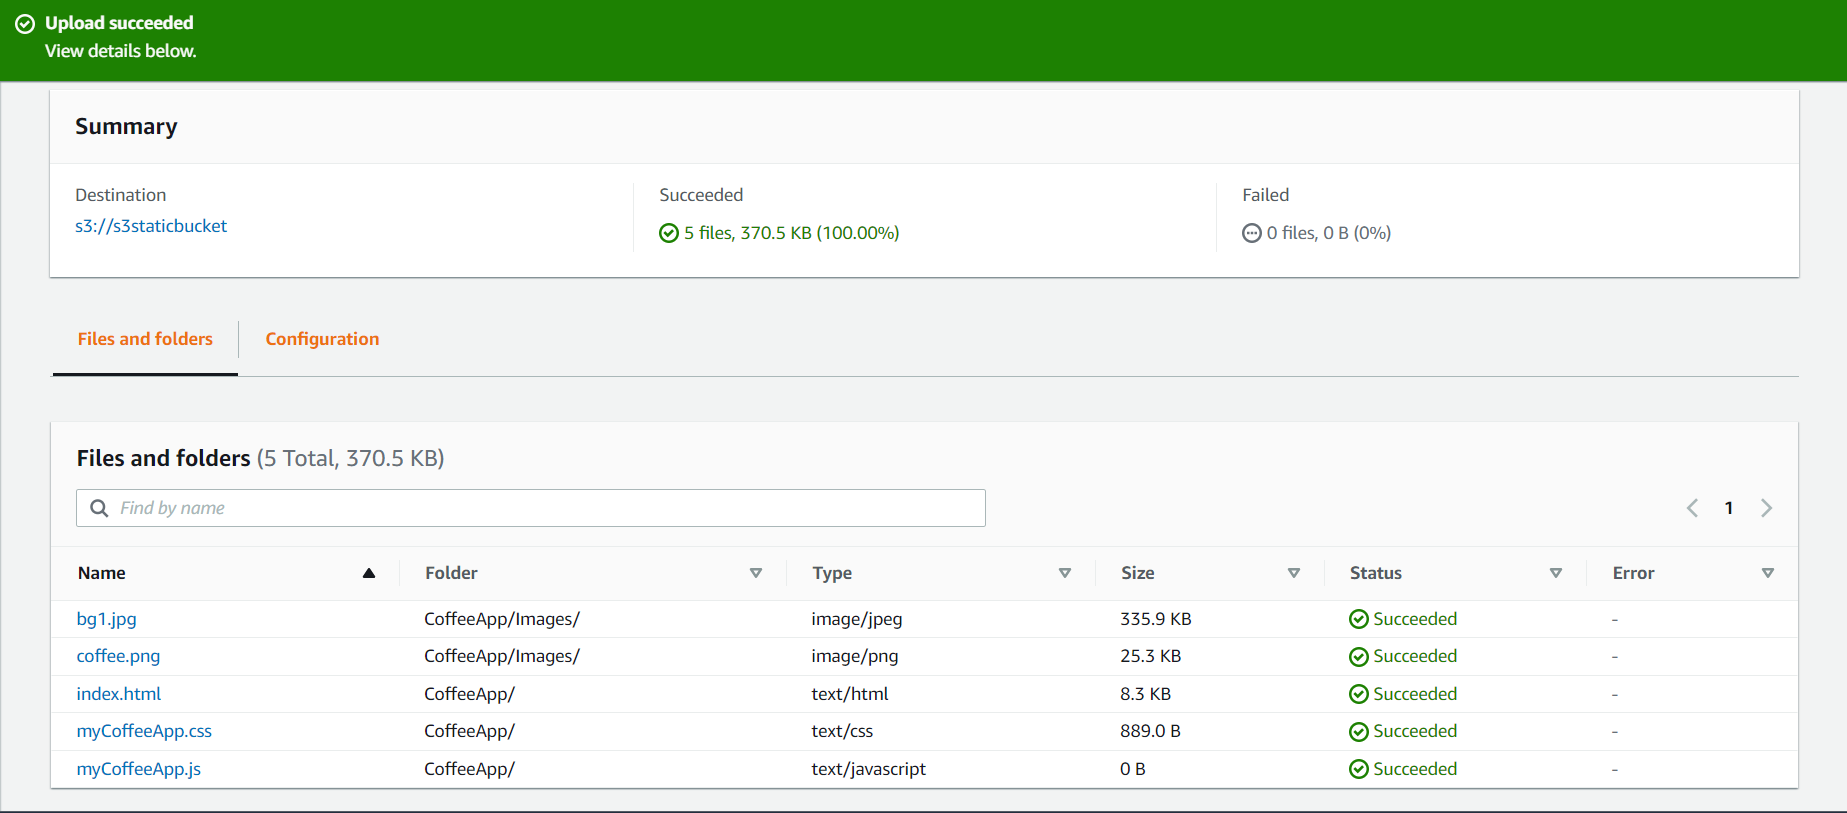 Upload succeeded
View details below.
Summary
Destination
s3://s3staticbucket
Succeeded
5 files, 370.5 KB (100.00%)
Failed
0 files, 0 B (0%)
Files and folders
Configuration
Files and folders (5 Total, 370.5 KB)
Find by name
1
Name Folder Type Size Status Error
bg1.jpg CoffeeApp/Images/ image/jpeg 335.9 KB Succeeded -
coffee.png CoffeeApp/Images/ image/png 25.3 KB Succeeded -
index.html CoffeeApp/ text/html 8.3 KB Succeeded -
myCoffeeApp.css CoffeeApp/ text/css 889.0 B Succeeded -
myCoffeeApp.js CoffeeApp/ text/javascript 0 B Succeeded -